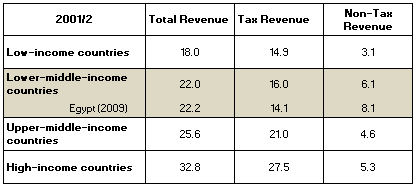 2001/2 Total Revenue Tax Revenue Non-Tax Revenue
Low-income countries 18.0 14.9 3.1
Lower-middle-income countries 22.0 16.0 6.1
Egypt (2009) 22.2 14.1 8.1
Upper-middle-income countries 25.6 21.0 4.6
High-income countries 32.8 27.5 5.3